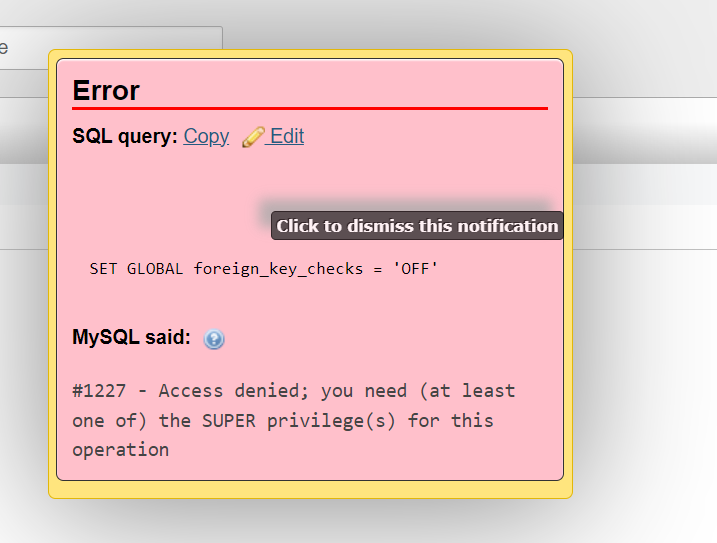 e
Error
SQL query: Copy Edit
Click to dismiss this notification
SET GLOBAL foreign_key_checks = 'OFF'
MySQL said:
#1227 - Access denied; you need (at least
one of) the SUPER privilege(s) for this
operation